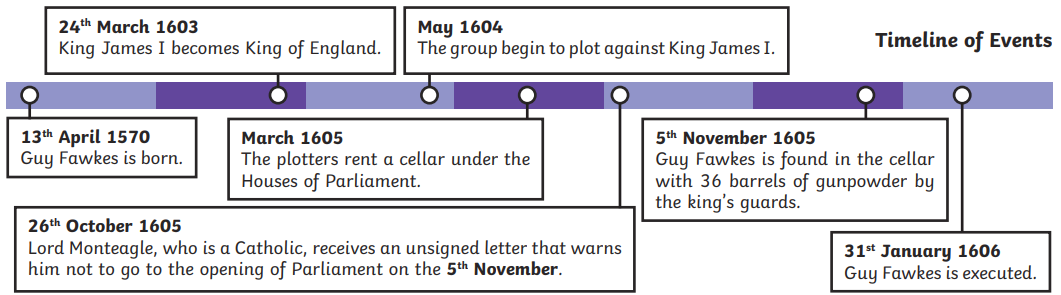 Timeline of Events
13th April 1570
Guy Fawkes is born.
24th March 1603
King James I becomes King of England.
May 1604
The group begin to plot against King James I.
March 1605
The plotters rent a cellar under the
Houses of Parliament.
26th October 1605
Lord Monteagle, who is a Catholic, receives an unsigned letter that warns
him not to go to the opening of Parliament on the 5th November.
5th November 1605
Guy Fawkes is found in the cellar
with 36 barrels of gunpowder by
the king's guards.
31st January 1606
Guy Fawkes is executed.